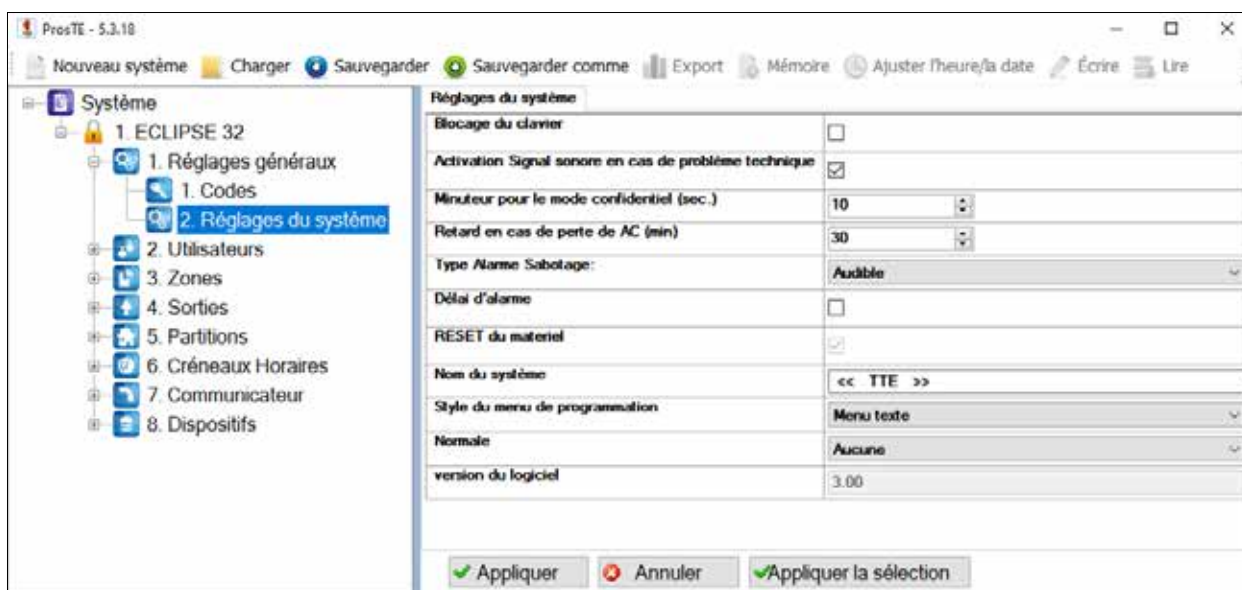 ProsTE - 5.3.18
Nouveau système Charger Sauvegarder Sauvegarder comme Export Mémoire Ajuster l'heure/la date Écrire Lire
Système
1. ECLIPSE 32
1. Réglages généraux
1. Codes
2. Réglages du système
2. Utilisateurs
3. Zones
4. Sorties
5. Partitions
6. Créneaux Horaires
7. Communicateur
8. Dispositifs
Réglages du système
Blocage du clavier
Activation Signal sonore en cas de problème technique
Minuteur pour le mode confidentiel (sec.) 10
Retard en cas de perte de AC (min) 30
Type Alarme Sabotage: Audible
Délai d'alarme
RESET du materiel
Nom du système << TTE >>
Style du menu de programmation Menu texte
Normale Aucune
version du logiciel 3.00
Appliquer Annuler Appliquer la sélection